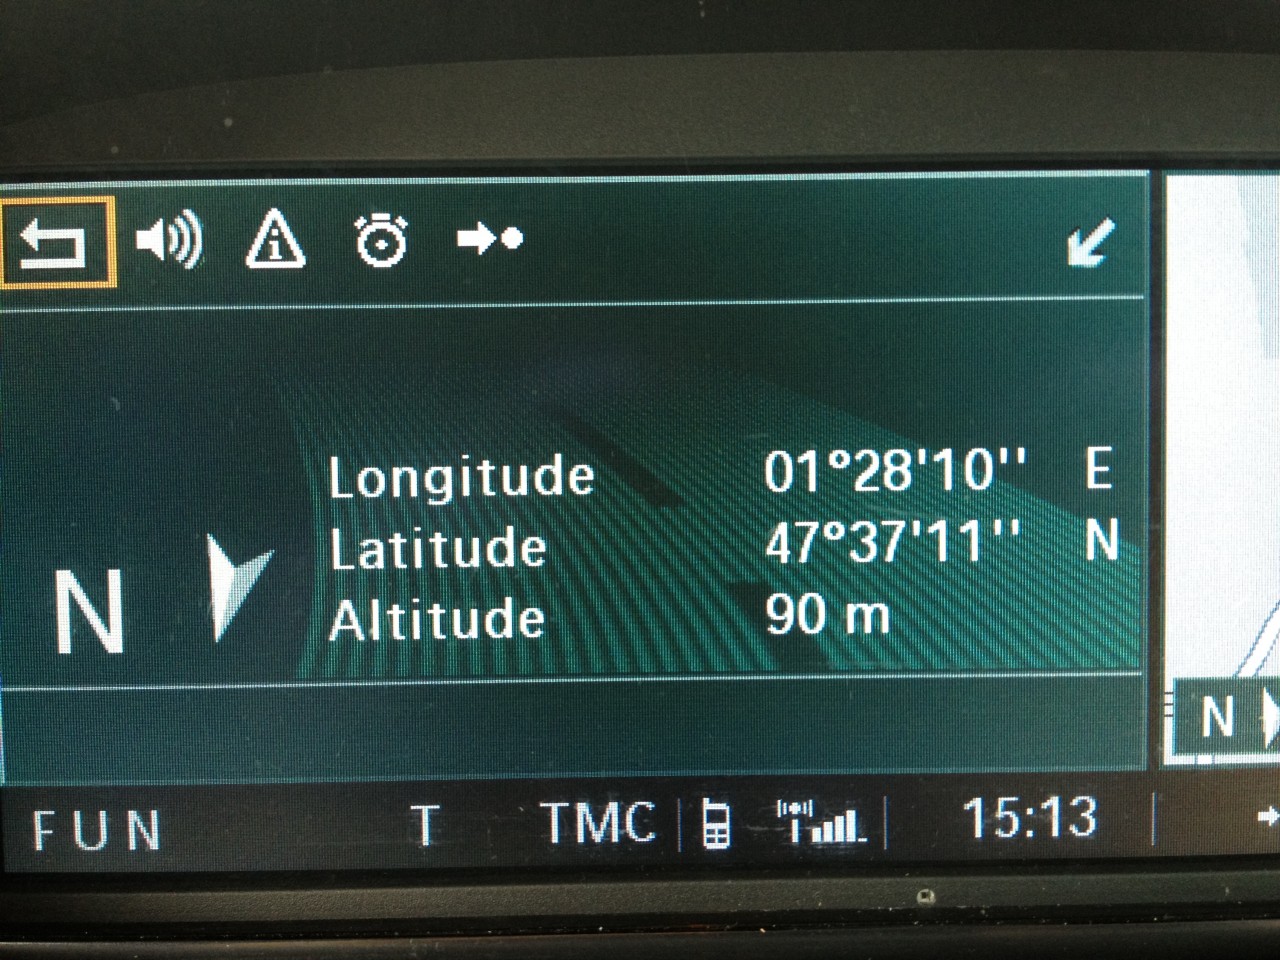 Longitude 01°28'10'' E
Latitude 47°37'11'' N
Altitude 90 m
N
N
FUN T TMC 15:13